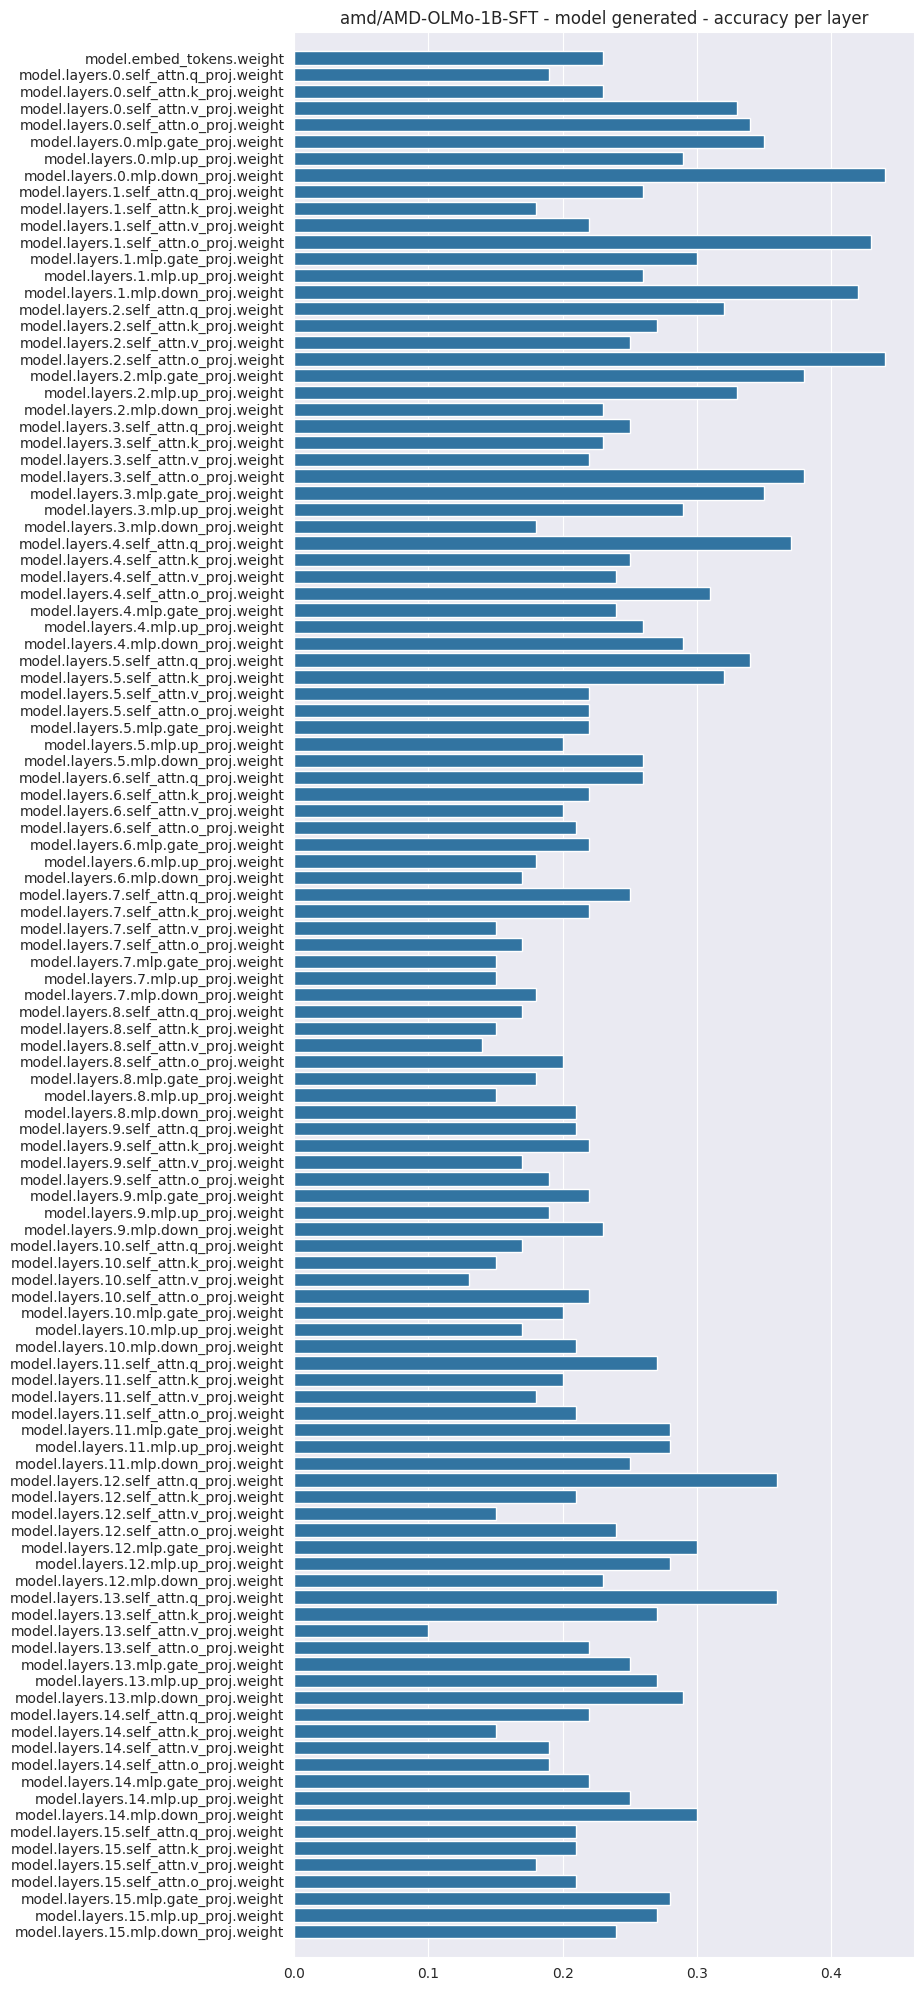 amd/AMD-OLMo-1B-SFT - model generated - accuracy per layer
model.embed_tokens.weight
model.layers.0.self_attn.q_proj.weight
model.layers.0.self_attn.k_proj.weight
model.layers.0.self_attn.v_proj.weight
model.layers.0.self_attn.o_proj.weight
model.layers.0.mlp.gate_proj.weight
model.layers.0.mlp.up_proj.weight
model.layers.0.mlp.down_proj.weight
model.layers.1.self_attn.q_proj.weight
model.layers.1.self_attn.k_proj.weight
model.layers.1.self_attn.v_proj.weight
model.layers.1.self_attn.o_proj.weight
model.layers.1.mlp.gate_proj.weight
model.layers.1.mlp.up_proj.weight
model.layers.1.mlp.down_proj.weight
model.layers.2.self_attn.q_proj.weight
model.layers.2.self_attn.k_proj.weight
model.layers.2.self_attn.v_proj.weight
model.layers.2.self_attn.o_proj.weight
model.layers.2.mlp.gate_proj.weight
model.layers.2.mlp.up_proj.weight
model.layers.2.mlp.down_proj.weight
model.layers.3.self_attn.q_proj.weight
model.layers.3.self_attn.k_proj.weight
model.layers.3.self_attn.v_proj.weight
model.layers.3.self_attn.o_proj.weight
model.layers.3.mlp.gate_proj.weight
model.layers.3.mlp.up_proj.weight
model.layers.3.mlp.down_proj.weight
model.layers.4.self_attn.q_proj.weight
model.layers.4.self_attn.k_proj.weight
model.layers.4.self_attn.v_proj.weight
model.layers.4.self_attn.o_proj.weight
model.layers.4.mlp.gate_proj.weight
model.layers.4.mlp.up_proj.weight
model.layers.4.mlp.down_proj.weight
model.layers.5.self_attn.q_proj.weight
model.layers.5.self_attn.k_proj.weight
model.layers.5.self_attn.v_proj.weight
model.layers.5.self_attn.o_proj.weight
model.layers.5.mlp.gate_proj.weight
model.layers.5.mlp.up_proj.weight
model.layers.5.mlp.down_proj.weight
model.layers.6.self_attn.q_proj.weight
model.layers.6.self_attn.k_proj.weight
model.layers.6.self_attn.v_proj.weight
model.layers.6.self_attn.o_proj.weight
model.layers.6.mlp.gate_proj.weight
model.layers.6.mlp.up_proj.weight
model.layers.6.mlp.down_proj.weight
model.layers.7.self_attn.q_proj.weight
model.layers.7.self_attn.k_proj.weight
model.layers.7.self_attn.v_proj.weight
model.layers.7.self_attn.o_proj.weight
model.layers.7.mlp.gate_proj.weight
model.layers.7.mlp.up_proj.weight
model.layers.7.mlp.down_proj.weight
model.layers.8.self_attn.q_proj.weight
model.layers.8.self_attn.k_proj.weight
model.layers.8.self_attn.v_proj.weight
model.layers.8.self_attn.o_proj.weight
model.layers.8.mlp.gate_proj.weight
model.layers.8.mlp.up_proj.weight
model.layers.8.mlp.down_proj.weight
model.layers.9.self_attn.q_proj.weight
model.layers.9.self_attn.k_proj.weight
model.layers.9.self_attn.v_proj.weight
model.layers.9.self_attn.o_proj.weight
model.layers.9.mlp.gate_proj.weight
model.layers.9.mlp.up_proj.weight
model.layers.9.mlp.down_proj.weight
model.layers.10.self_attn.q_proj.weight
model.layers.10.self_attn.k_proj.weight
model.layers.10.self_attn.v_proj.weight
model.layers.10.self_attn.o_proj.weight
model.layers.10.mlp.gate_proj.weight
model.layers.10.mlp.up_proj.weight
model.layers.10.mlp.down_proj.weight
model.layers.11.self_attn.q_proj.weight
model.layers.11.self_attn.k_proj.weight
model.layers.11.self_attn.v_proj.weight
model.layers.11.self_attn.o_proj.weight
model.layers.11.mlp.gate_proj.weight
model.layers.11.mlp.up_proj.weight
model.layers.11.mlp.down_proj.weight
model.layers.12.self_attn.q_proj.weight
model.layers.12.self_attn.k_proj.weight
model.layers.12.self_attn.v_proj.weight
model.layers.12.self_attn.o_proj.weight
model.layers.12.mlp.gate_proj.weight
model.layers.12.mlp.up_proj.weight
model.layers.12.mlp.down_proj.weight
model.layers.13.self_attn.q_proj.weight
model.layers.13.self_attn.k_proj.weight
model.layers.13.self_attn.v_proj.weight
model.layers.13.self_attn.o_proj.weight
model.layers.13.mlp.gate_proj.weight
model.layers.13.mlp.up_proj.weight
model.layers.13.mlp.down_proj.weight
model.layers.14.self_attn.q_proj.weight
model.layers.14.self_attn.k_proj.weight
model.layers.14.self_attn.v_proj.weight
model.layers.14.self_attn.o_proj.weight
model.layers.14.mlp.gate_proj.weight
model.layers.14.mlp.up_proj.weight
model.layers.14.mlp.down_proj.weight
model.layers.15.self_attn.q_proj.weight
model.layers.15.self_attn.k_proj.weight
model.layers.15.self_attn.v_proj.weight
model.layers.15.self_attn.o_proj.weight
model.layers.15.mlp.gate_proj.weight
model.layers.15.mlp.up_proj.weight
model.layers.15.mlp.down_proj.weight
0.0 0.1 0.2 0.3 0.4